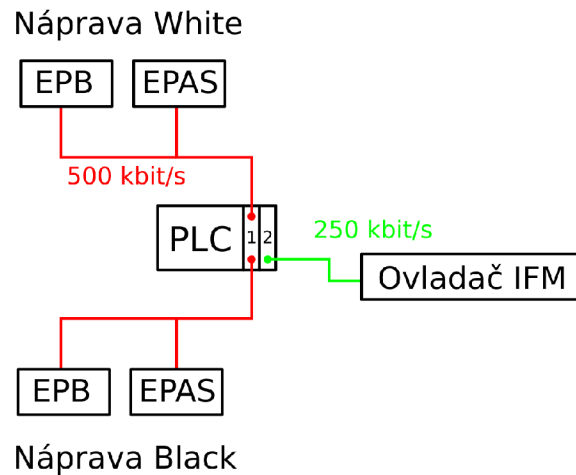 Náprava White
EPB EPAS
500 kbit/s
PLC 1 2
250 kbit/s
Ovladač IFM
EPB EPAS
Náprava Black